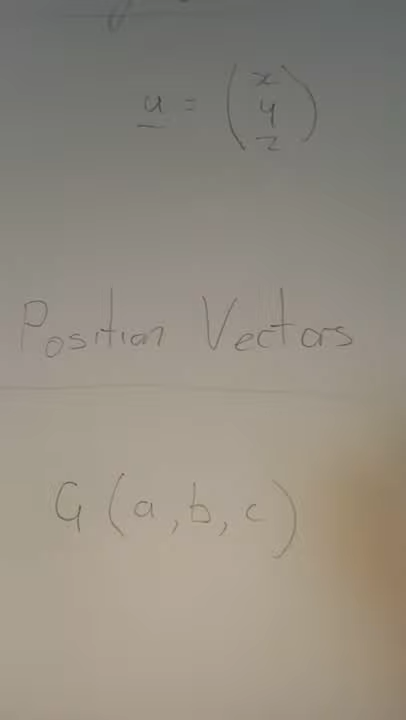 u = (x
y
z)
Position Vectors
G (a, b, c)